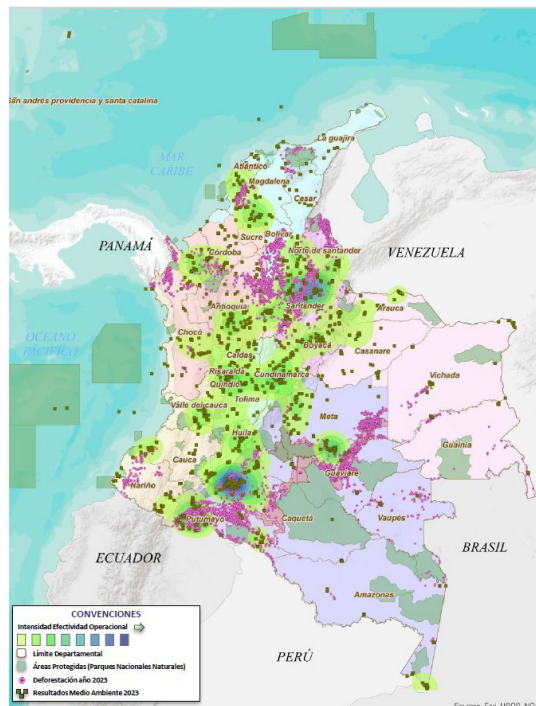 San andrés providencia y santa catalina
La guajira
MAR
CARIBE
Atlántico
Magdalena
Cesar
PANAMÁ
Sucre
Bolívar
Córdoba
Norte de santander
VENEZUELA
Antioquia
Santander
Arauca
OCEANO
PACIFICO
Chocó
Boyacá
Caldas
Casanare
Risaralda
Cundinamarca
Vichada
Quindío
Tolima
Valle del cauca
Meta
Huila
Guainía
Cauca
Guaviare
Nariño
Putumayo
Caquetá
Vaupés
ECUADOR
BRASIL
Amazonas
PERÚ
CONVENCIONES
Intensidad Efectividad Operacional
Límite Departamental
Áreas Protegidas (Parques Nacionales Naturales)
Deforestación año 2023
Resultados Medio Ambiente 2023